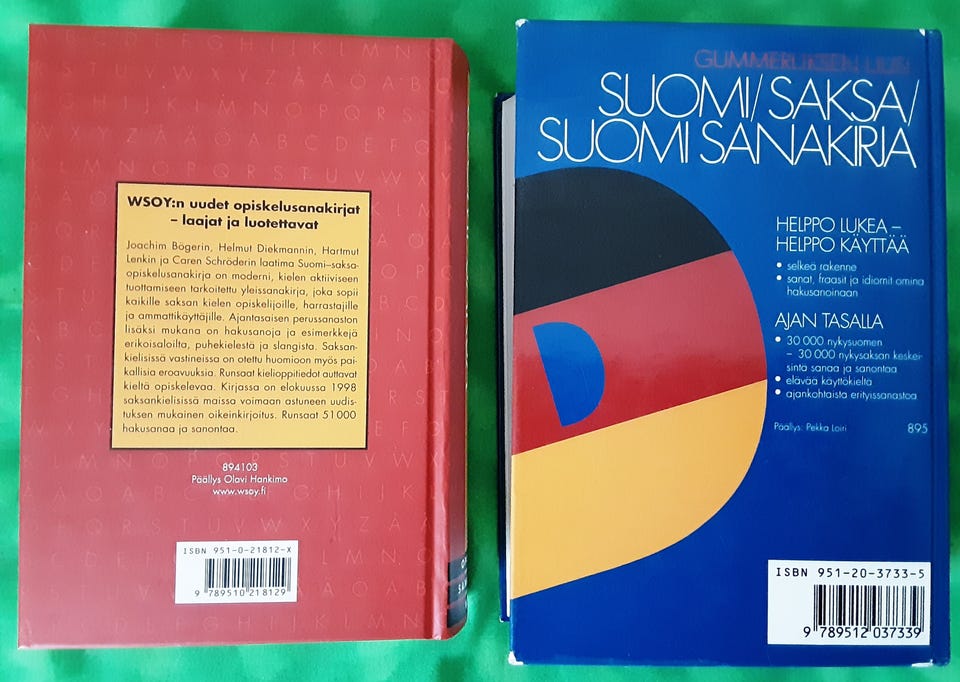 WSOY:n uudet opiskelusanakirjat
– laajat ja luotettavat
Joachim Bögerin, Helmut Diekmannin, Hartmut
Lenkin ja Caren Schröderin laatima Suomi–saksa-
opiskelusanakirja on moderni, kielen aktiiviseen
tuottamiseen tarkoitettu yleissanakirja, joka sopii
kaikille saksan kielen opiskelijoille, harrastajille
ja ammattikäyttäjille. Ajantasaisen perussanaston
lisäksi mukana on hakusanoja ja esimerkkejä
erikoisaloilta, puhekielestä ja slangista. Saksan-
kielisissä vastineissa on otettu huomioon myös pai-
kallisia eroavuuksia. Runsaat kielioppitiedot auttavat
kieltä opiskelevaa. Kirjassa on elokuussa 1998
saksankielisissä maissa voimaan astuneen uudis-
tuksen mukainen oikeinkirjoitus. Runsaat 51000
hakusanaa ja sanontaa.
894103
Päällys Olavi Hankimo
www.wsoy.fi
ISBN 951-0-21812-X
9 789510 218129
GUMMERUKSEN UUSI
SUOMI/SAKSA/
SUOMI SANAKIRJA
HELPPO LUKEA –
HELPPO KÄYTTÄÄ
• selkeä rakenne
• sanat, fraasit ja idiomit omina
hakusanoinaan
AJAN TASALLA
• 30 000 nykysuomen
– 30 000 nykysaksan keskei-
sintä sanaa ja sanontaa
• elävää käyttökieltä
• ajankohtaista erityissanastoa
Päällys: Pekka Loiri
895
ISBN 951-20-3733-5
9 789512 037339